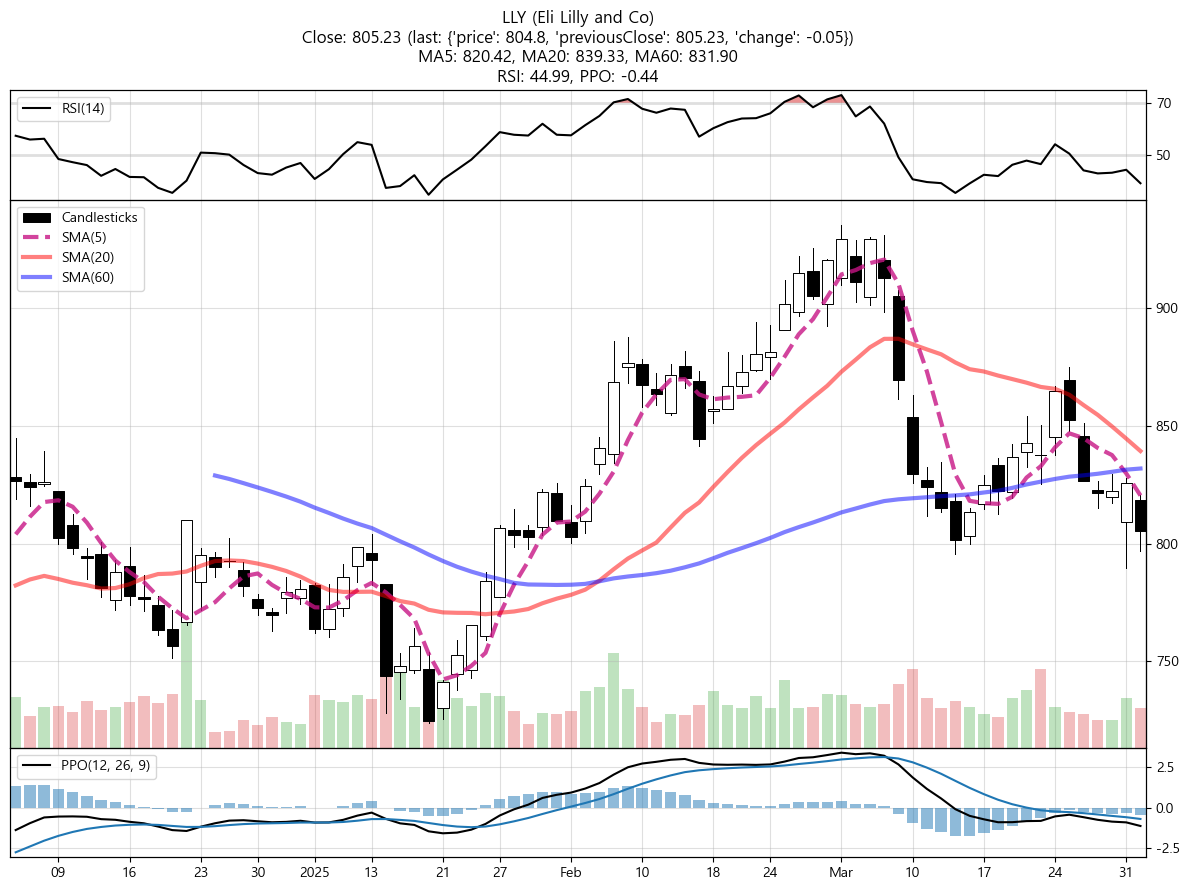 LLY (Eli Lilly and Co)
Close: 805.23 (last: {'price': 804.8, 'previousClose': 805.23, 'change': -0.05})
MA5: 820.42, MA20: 839.33, MA60: 831.90
RSI: 44.99, PPO: -0.44
RSI(14)
70
50
Candlesticks
SMA(5)
SMA(20)
SMA(60)
900
850
800
750
PPO(12, 26, 9)
2.5
0.0
−2.5
09 16 23 30 2025 13 21 27 Feb 10 18 24 Mar 10 17 24 31